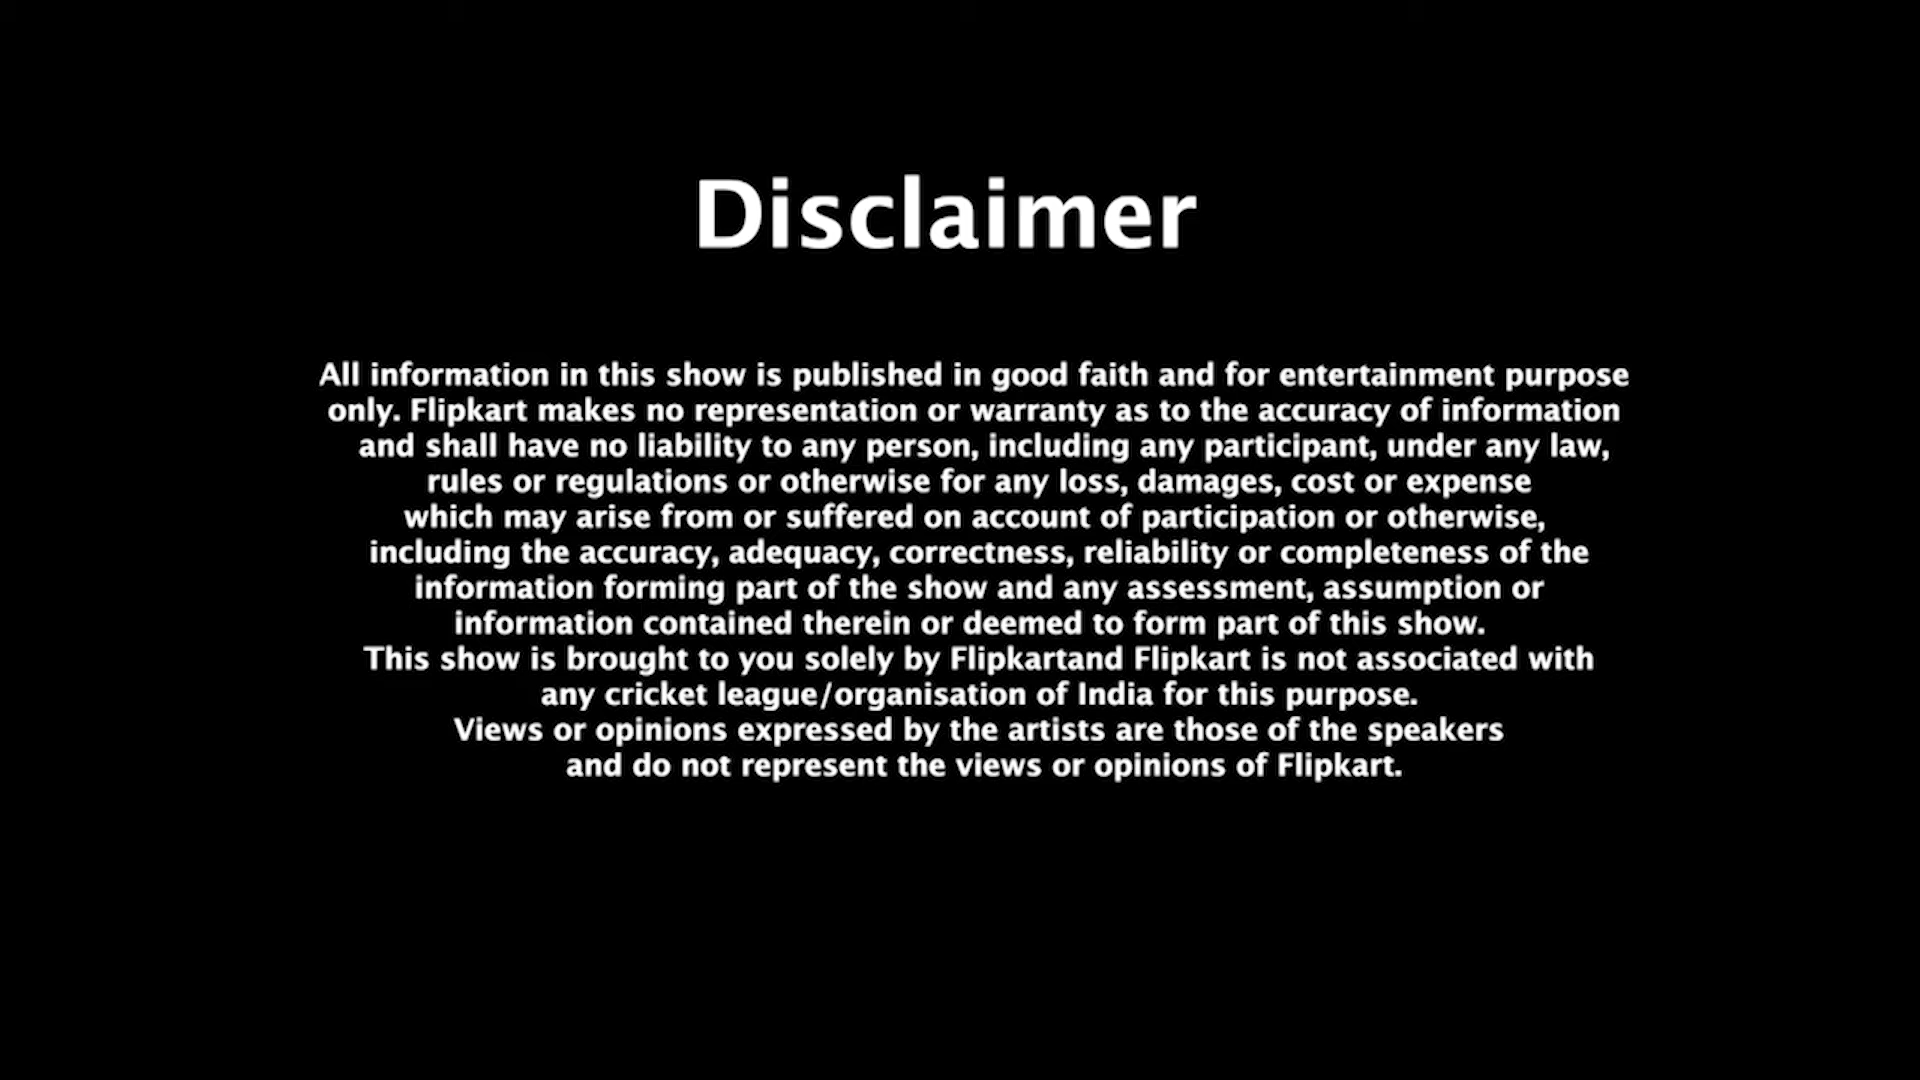 Disclaimer
All information in this show is published in good faith and for entertainment purpose
only. Flipkart makes no representation or warranty as to the accuracy of information
and shall have no liability to any person, including any participant, under any law,
rules or regulations or otherwise for any loss, damages, cost or expense
which may arise from or suffered on account of participation or otherwise,
including the accuracy, adequacy, correctness, reliability or completeness of the
information forming part of the show and any assessment, assumption or
information contained therein or deemed to form part of this show.
This show is brought to you solely by Flipkartand Flipkart is not associated with
any cricket league/organisation of India for this purpose.
Views or opinions expressed by the artists are those of the speakers
and do not represent the views or opinions of Flipkart.